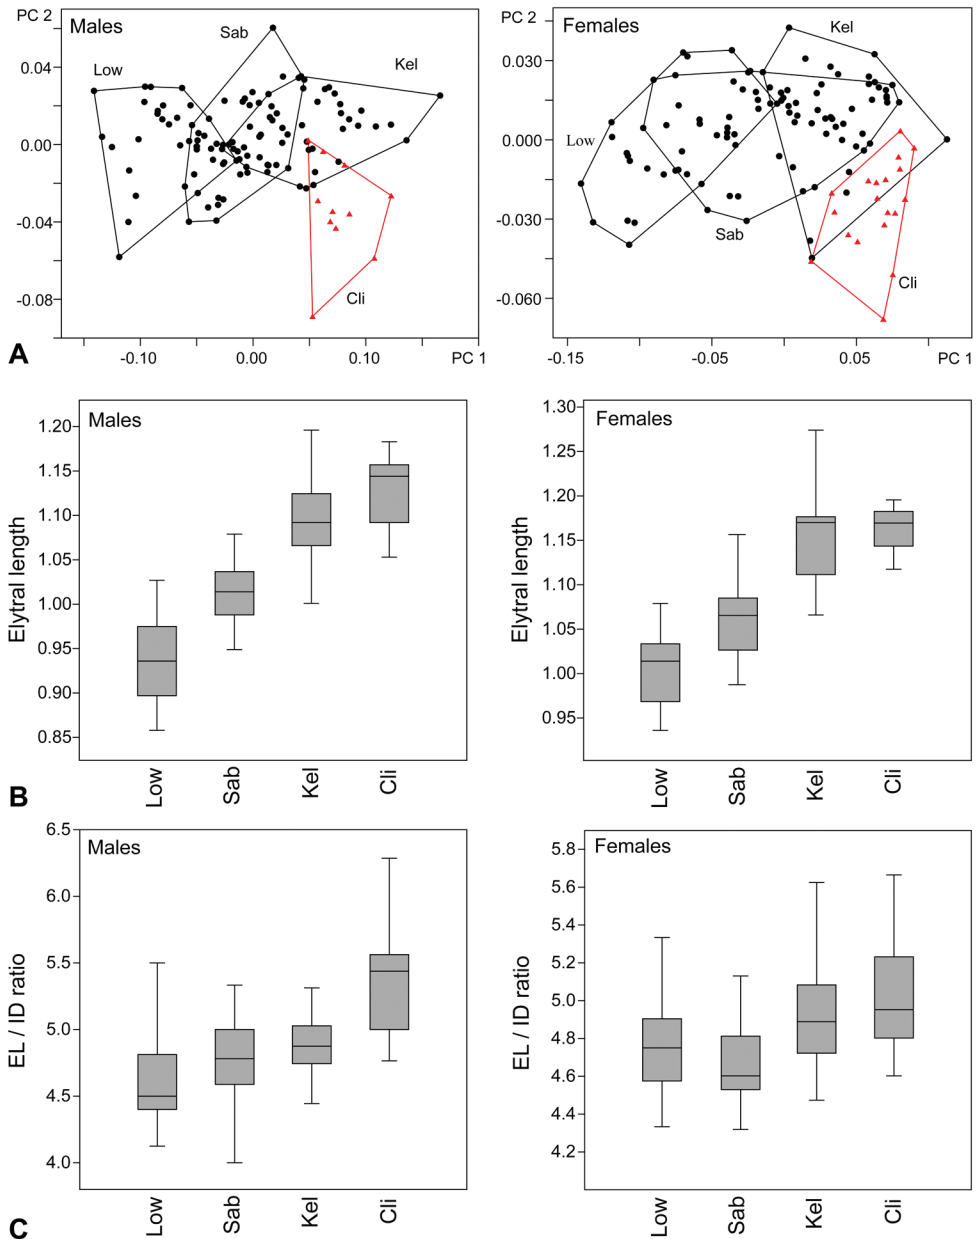 PC 2
Males
Sab
Low
Kel
0.04
0.00
-0.04
-0.08
Cli
-0.10
0.00
0.10
PC 1
PC 2
Females
Kel
0.030
0.000
Low
-0.030
Sab
Cli
-0.060
-0.15
-0.05
0.05
PC 1
A
Males
Elytral length
1.20
1.15
1.10
1.05
1.00
0.95
0.90
0.85
Low
Sab
Kel
Cli
Females
Elytral length
1.30
1.25
1.20
1.15
1.10
1.05
1.00
0.95
Low
Sab
Kel
Cli
B
Males
EL / ID ratio
6.5
6.0
5.5
5.0
4.5
4.0
Low
Sab
Kel
Cli
Females
EL / ID ratio
5.8
5.6
5.4
5.2
5.0
4.8
4.6
4.4
4.2
Low
Sab
Kel
Cli
C